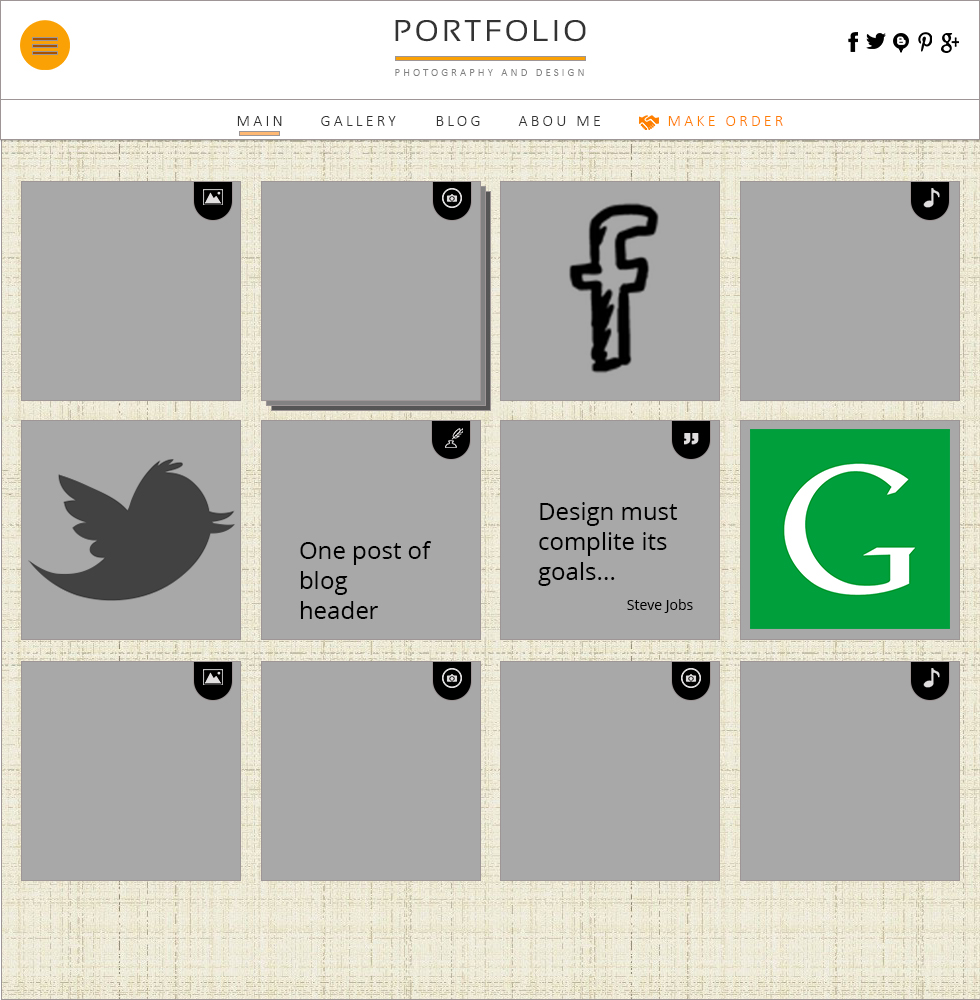 PORTFOLIO
PHOTOGRAPHY AND DESIGN
MAIN GALLERY BLOG ABOU ME MAKE ORDER
One post of
blog
header
Design must
complite its
goals...
Steve Jobs
G